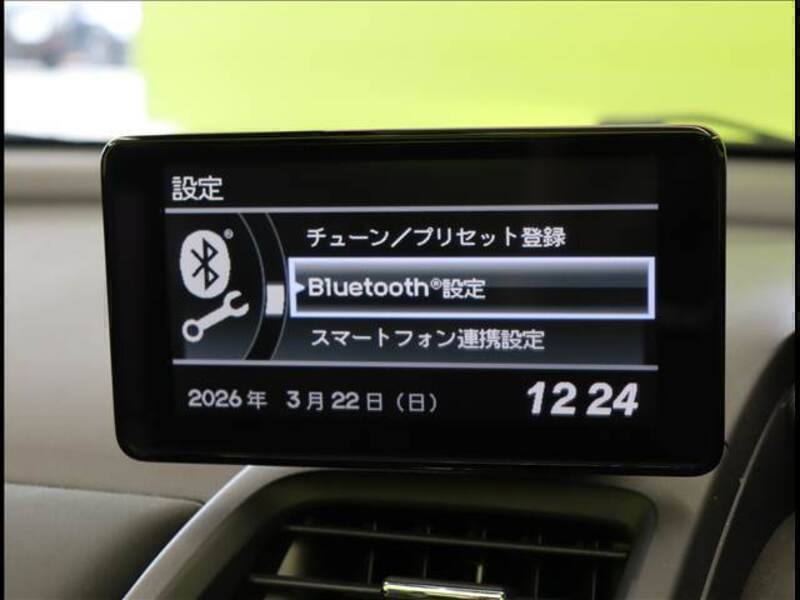 設定
チューン／プリセット登録
Bluetooth®設定
スマートフォン連携設定
2026年 3月22日（日） 12 24